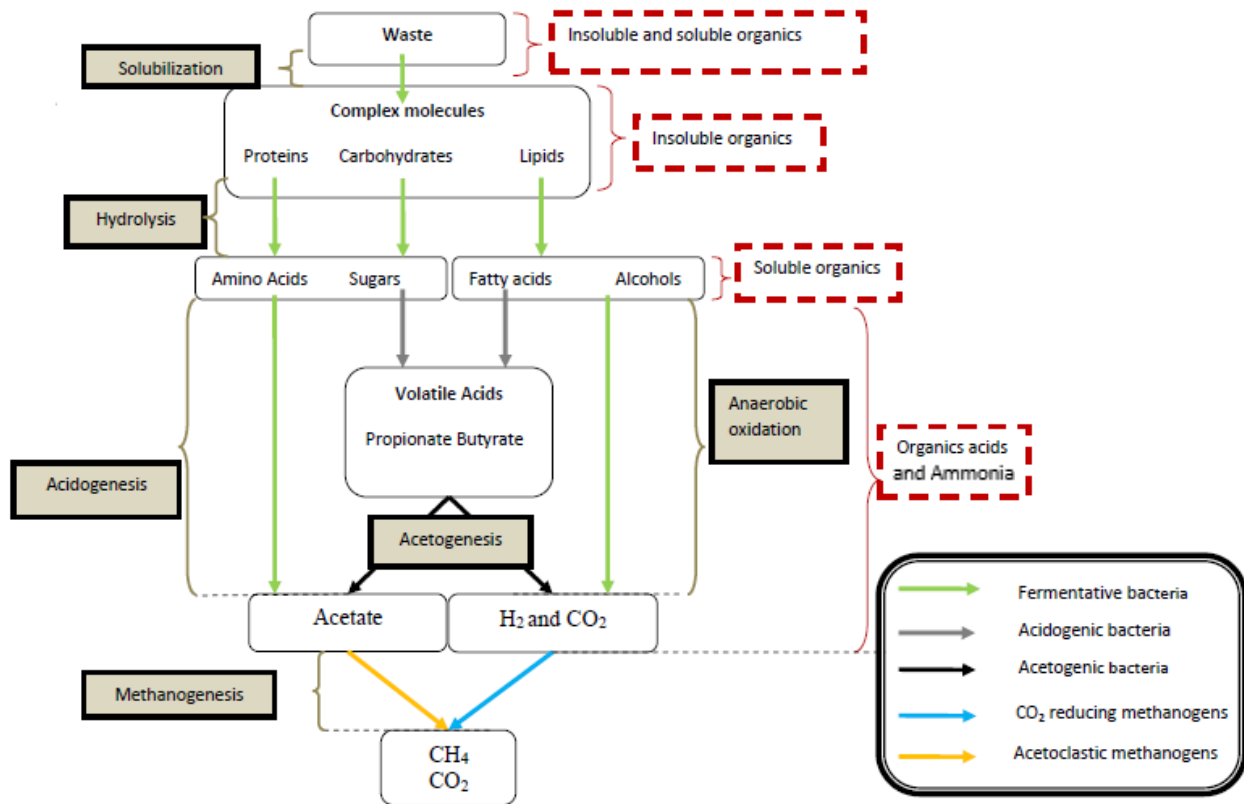 Waste
Insoluble and soluble organics
Solubilization
Complex molecules
Proteins Carbohydrates Lipids
Insoluble organics
Hydrolysis
Amino Acids Sugars Fatty acids Alcohols
Soluble organics
Volatile Acids
Propionate Butyrate
Anaerobic
oxidation
Organics acids
and Ammonia
Acidogenesis
Acetogenesis
Acetate
H₂ and CO₂
Methanogenesis
CH₄
CO₂
Fermentative bacteria
Acidogenic bacteria
Acetogenic bacteria
CO₂ reducing methanogens
Acetoclastic methanogens